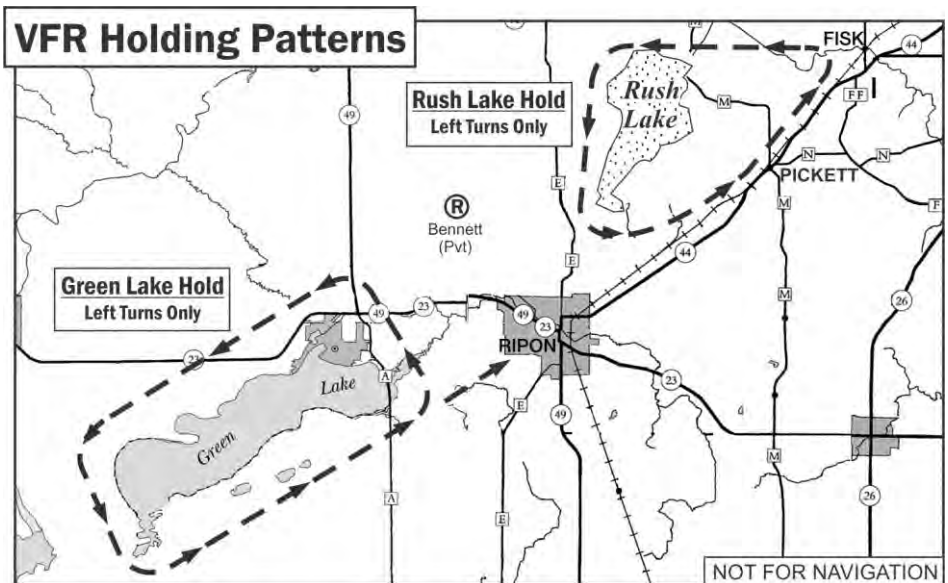 VFR Holding Patterns
49
FISK
44
FF
Rush Lake Hold
Left Turns Only
Rush
Lake
M
E
N
N
PICKETT
R
Bennett
(Pvt)
M
F
E
44
Green Lake Hold
Left Turns Only
26
M
49
23
49
23
RIPON
23
A
Lake
23
E
49
Green
M
A
E
26
NOT FOR NAVIGATION